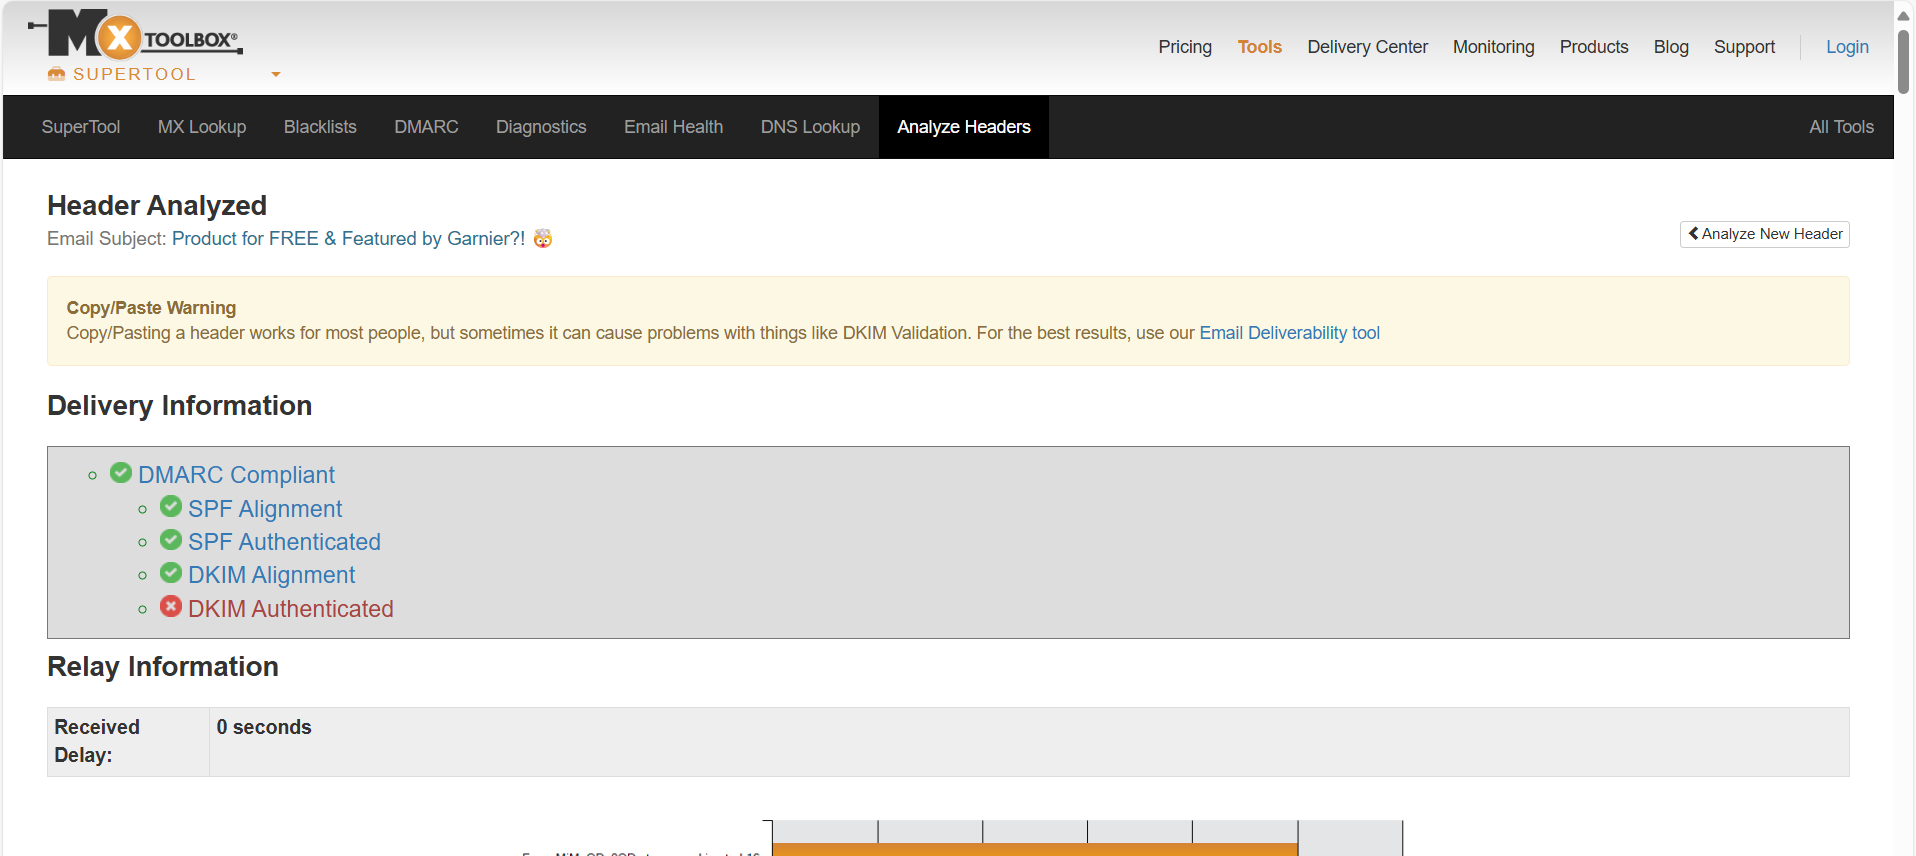 MX TOOLBOX®
SUPERTOOL
Pricing Tools Delivery Center Monitoring Products Blog Support Login
SuperTool MX Lookup Blacklists DMARC Diagnostics Email Health DNS Lookup Analyze Headers All Tools
Header Analyzed
Email Subject: Product for FREE & Featured by Garnier?! 🤯
Analyze New Header
Copy/Paste Warning
Copy/Pasting a header works for most people, but sometimes it can cause problems with things like DKIM Validation. For the best results, use our Email Deliverability tool
Delivery Information
DMARC Compliant
SPF Alignment
SPF Authenticated
DKIM Alignment
DKIM Authenticated
Relay Information
Received 0 seconds
Delay: